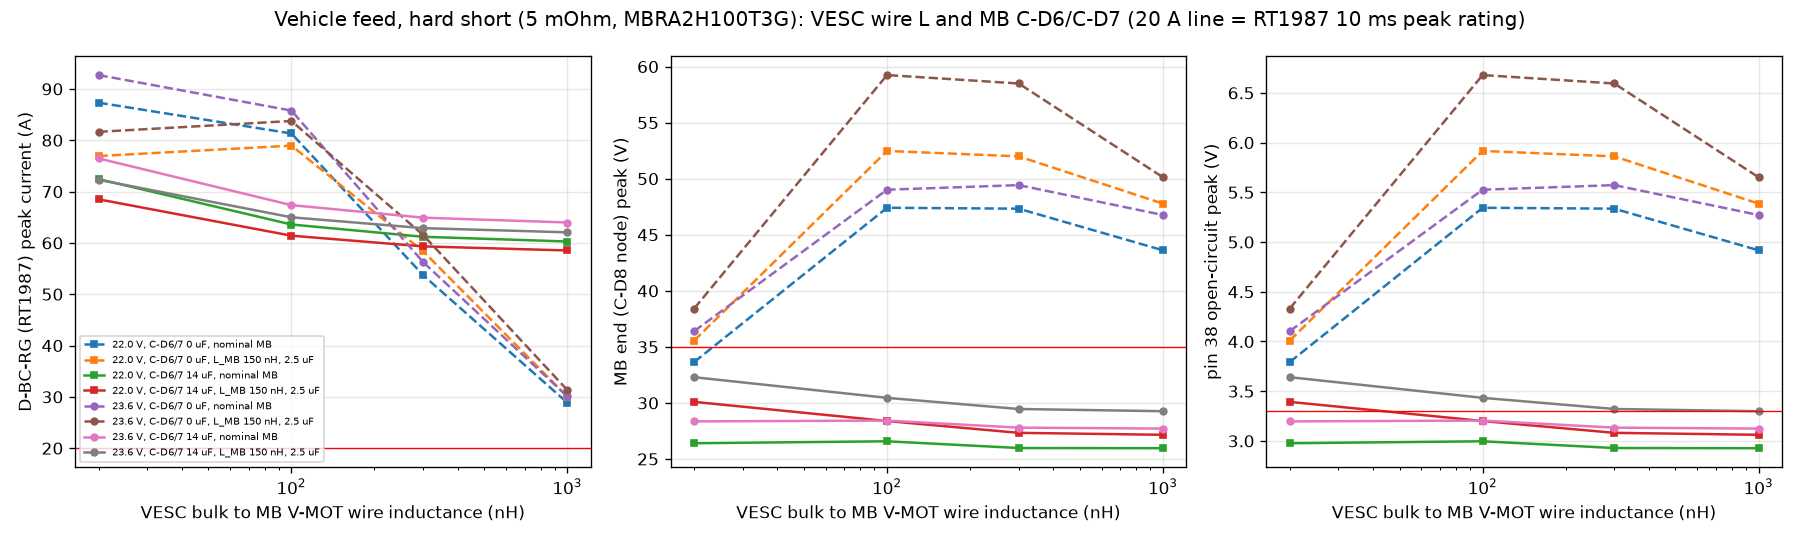 Vehicle feed, hard short (5 mOhm, MBRA2H100T3G): VESC wire L and MB C-D6/C-D7 (20 A line = RT1987 10 ms peak rating)
D-BC-RG (RT1987) peak current (A)
90
80
70
60
50
40
30
20
22.0 V, C-D6/7 0 uF, nominal MB
22.0 V, C-D6/7 0 uF, L_MB 150 nH, 2.5 uF
22.0 V, C-D6/7 14 uF, nominal MB
22.0 V, C-D6/7 14 uF, L_MB 150 nH, 2.5 uF
23.6 V, C-D6/7 0 uF, nominal MB
23.6 V, C-D6/7 0 uF, L_MB 150 nH, 2.5 uF
23.6 V, C-D6/7 14 uF, nominal MB
23.6 V, C-D6/7 14 uF, L_MB 150 nH, 2.5 uF
10² 10³
VESC bulk to MB V-MOT wire inductance (nH)
MB end (C-D8 node) peak (V)
60
55
50
45
40
35
30
25
10² 10³
VESC bulk to MB V-MOT wire inductance (nH)
pin 38 open-circuit peak (V)
6.5
6.0
5.5
5.0
4.5
4.0
3.5
3.0
10² 10³
VESC bulk to MB V-MOT wire inductance (nH)